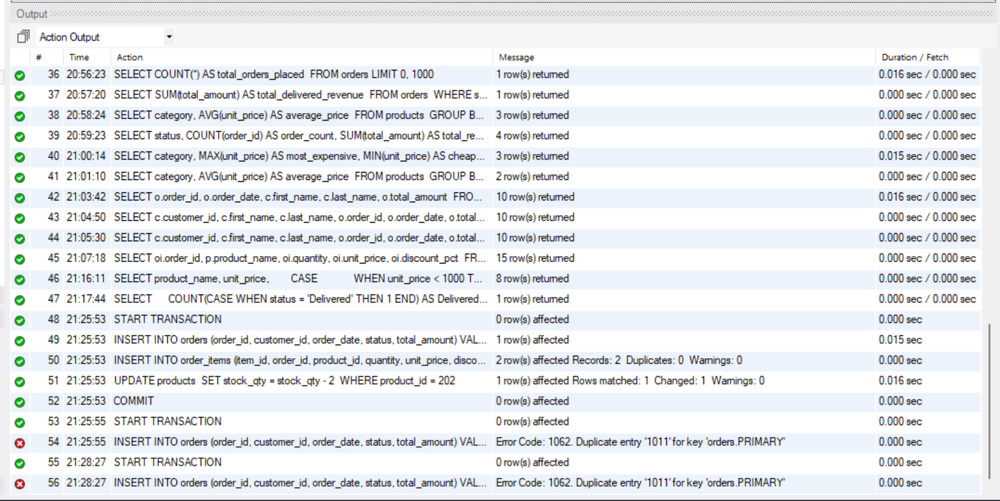 Output
Action Output
# Time Action Message Duration / Fetch
36 20:56:23 SELECT COUNT(*) AS total_orders_placed FROM orders LIMIT 0, 1000 1 row(s) returned 0.016 sec / 0.000 sec
37 20:57:20 SELECT SUM(total_amount) AS total_delivered_revenue FROM orders WHERE s... 1 row(s) returned 0.000 sec / 0.000 sec
38 20:58:24 SELECT category, AVG(unit_price) AS average_price FROM products GROUP B... 3 row(s) returned 0.000 sec / 0.000 sec
39 20:59:23 SELECT status, COUNT(order_id) AS order_count, SUM(total_amount) AS total_re... 4 row(s) returned 0.000 sec / 0.000 sec
40 21:00:14 SELECT category, MAX(unit_price) AS most_expensive, MIN(unit_price) AS cheap... 3 row(s) returned 0.015 sec / 0.000 sec
41 21:01:10 SELECT category, AVG(unit_price) AS average_price FROM products GROUP B... 2 row(s) returned 0.000 sec / 0.000 sec
42 21:03:42 SELECT o.order_id, o.order_date, c.first_name, c.last_name, o.total_amount FRO... 10 row(s) returned 0.016 sec / 0.000 sec
43 21:04:50 SELECT c.customer_id, c.first_name, c.last_name, o.order_id, o.order_date, o.total... 10 row(s) returned 0.000 sec / 0.000 sec
44 21:05:30 SELECT c.customer_id, c.first_name, c.last_name, o.order_id, o.order_date, o.total... 10 row(s) returned 0.000 sec / 0.000 sec
45 21:07:18 SELECT oi.order_id, p.product_name, oi.quantity, oi.unit_price, oi.discount_pct FR... 15 row(s) returned 0.000 sec / 0.000 sec
46 21:16:11 SELECT product_name, unit_price, CASE WHEN unit_price < 1000 T... 8 row(s) returned 0.000 sec / 0.000 sec
47 21:17:44 SELECT COUNT(CASE WHEN status = 'Delivered' THEN 1 END) AS Delivered... 1 row(s) returned 0.000 sec / 0.000 sec
48 21:25:53 START TRANSACTION 0 row(s) affected 0.000 sec
49 21:25:53 INSERT INTO orders (order_id, customer_id, order_date, status, total_amount) VAL... 1 row(s) affected 0.015 sec
50 21:25:53 INSERT INTO order_items (item_id, order_id, product_id, quantity, unit_price, disco... 2 row(s) affected Records: 2 Duplicates: 0 Warnings: 0 0.000 sec
51 21:25:53 UPDATE products SET stock_qty = stock_qty - 2 WHERE product_id = 202 1 row(s) affected Rows matched: 1 Changed: 1 Warnings: 0 0.016 sec
52 21:25:53 COMMIT 0 row(s) affected 0.000 sec
53 21:25:55 START TRANSACTION 0 row(s) affected 0.000 sec
54 21:25:55 INSERT INTO orders (order_id, customer_id, order_date, status, total_amount) VAL... Error Code: 1062. Duplicate entry '1011' for key 'orders.PRIMARY' 0.000 sec
55 21:28:27 START TRANSACTION 0 row(s) affected 0.000 sec
56 21:28:27 INSERT INTO orders (order_id, customer_id, order_date, status, total_amount) VAL... Error Code: 1062. Duplicate entry '1011' for key 'orders.PRIMARY' 0.000 sec